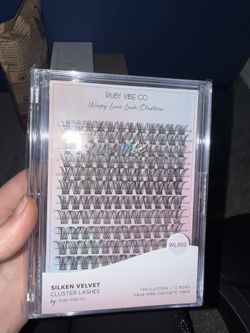 RUBY VIBE CO
Wispy Luxe Lash Clusters
WL002
SILKEN VELVET
CLUSTER LASHES
by RUBY VIBE CO.
144 CLUSTERS | 12 ROWS
FAUX MINK SYNTHETIC FIBER